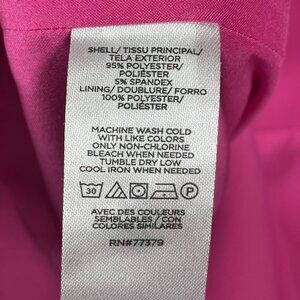 SHELL/ TISSU PRINCIPAL/
TELA EXTERIOR
95% POLYESTER/
POLIÉSTER
5% SPANDEX
LINING/ DOUBLURE/ FORRO
100% POLYESTER/
POLIÉSTER
MACHINE WASH COLD
WITH LIKE COLORS
ONLY NON-CHLORINE
BLEACH WHEN NEEDED
TUMBLE DRY LOW
COOL IRON WHEN NEEDED
30 P
AVEC DES COULEURS
SEMBLABLES / CON
COLORES SIMILARES
RN#77379